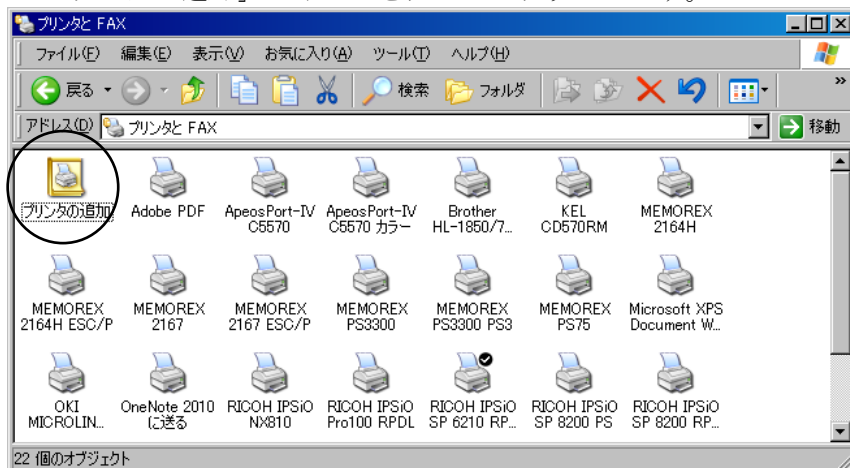 プリンタと FAX
ファイル(F) 編集(E) 表示(V) お気に入り(A) ツール(T) ヘルプ(H)
戻る 検索 フォルダ »
アドレス(D) プリンタと FAX 移動
プリンタの追加 Adobe PDF ApeosPort-IV C5570 ApeosPort-IV C5570 カラー Brother HL-1850/7... KEL CD570RM MEMOREX 2164H
MEMOREX 2164H ESC/P MEMOREX 2167 MEMOREX 2167 ESC/P MEMOREX PS3300 MEMOREX PS3300 PS3 MEMOREX PS75 Microsoft XPS Document W...
OKI MICROLIN... OneNote 2010 に送る RICOH IPSiO NX810 RICOH IPSiO Pro100 RPDL RICOH IPSiO SP 6210 RP... RICOH IPSiO SP 8200 PS RICOH IPSiO SP 8200 RP...
22 個のオブジェクト